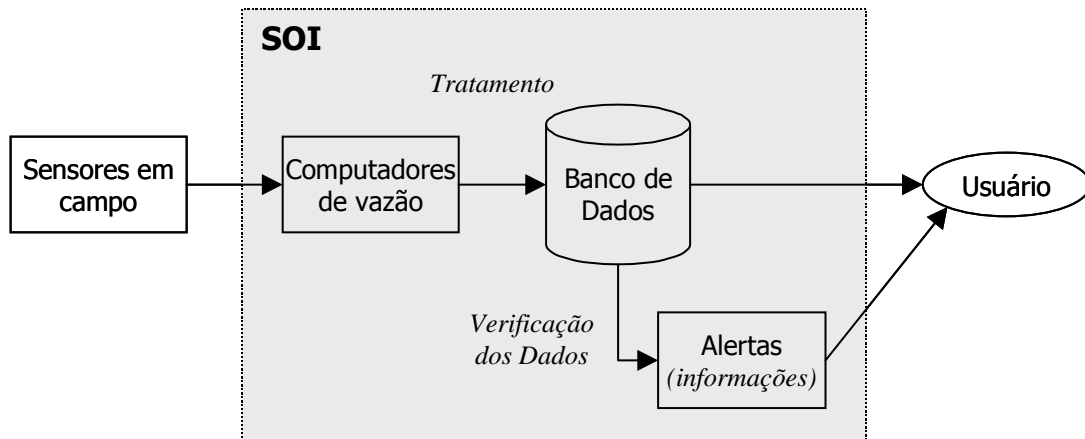 SOI
Tratamento
Sensores em
campo
Computadores
de vazão
Banco de
Dados
Usuário
Verificação
dos Dados
Alertas
(informações)